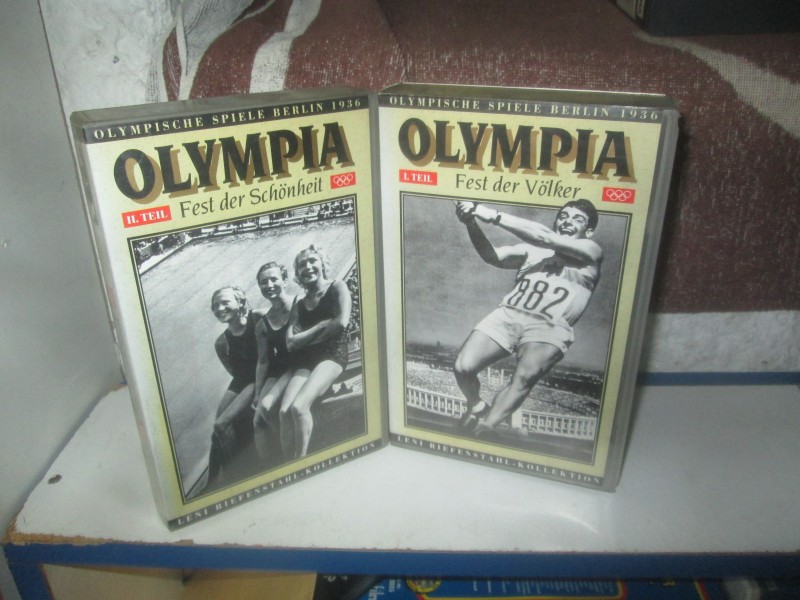 OLYMPISCHE SPIELE BERLIN 1936
OLYMPIA
II. TEIL
Fest der Schönheit
LENI RIEFENSTAHL-KOLLEKTION
OLYMPISCHE SPIELE BERLIN 1936
OLYMPIA
I. TEIL
Fest der Völker
882
LENI RIEFENSTAHL-KOLLEKTION